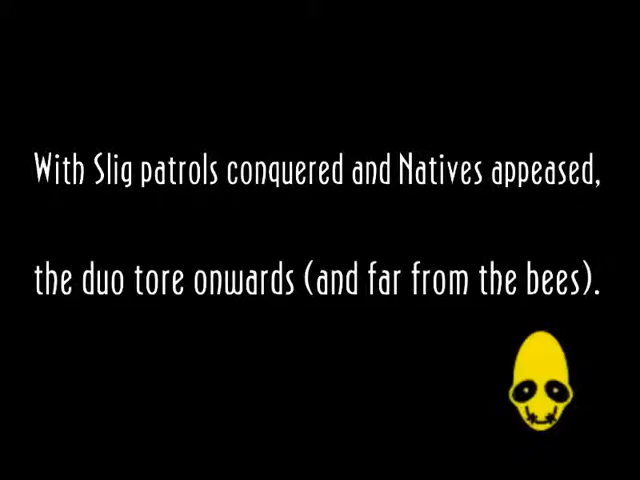 With Slig patrols conquered and Natives appeased,
the duo tore onwards (and far from the bees).